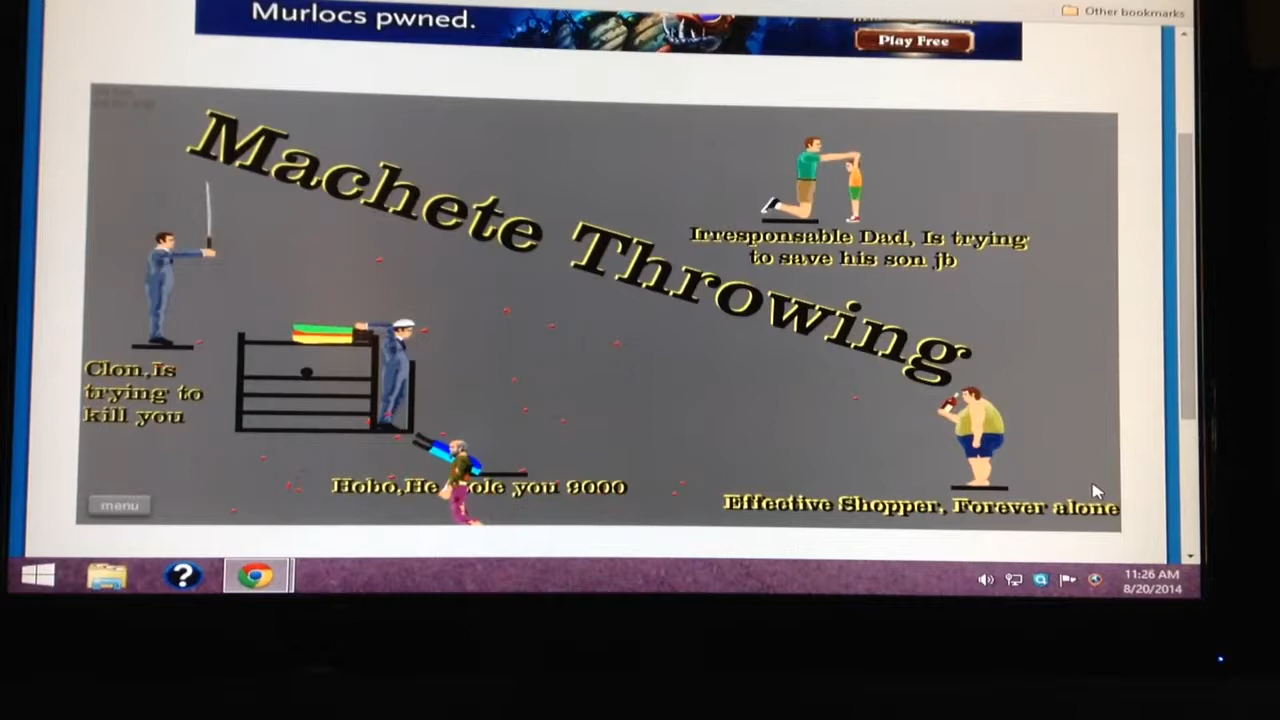 Murlocs pwned.
Play Free
Other bookmarks
Machete Throwing
Irresponsable Dad, Is trying
to save his son jb
Clon,Is
trying to
kill you
Hobo,He ole you 9000
Effective Shopper, Forever alone
menu
11:26 AM
8/20/2014